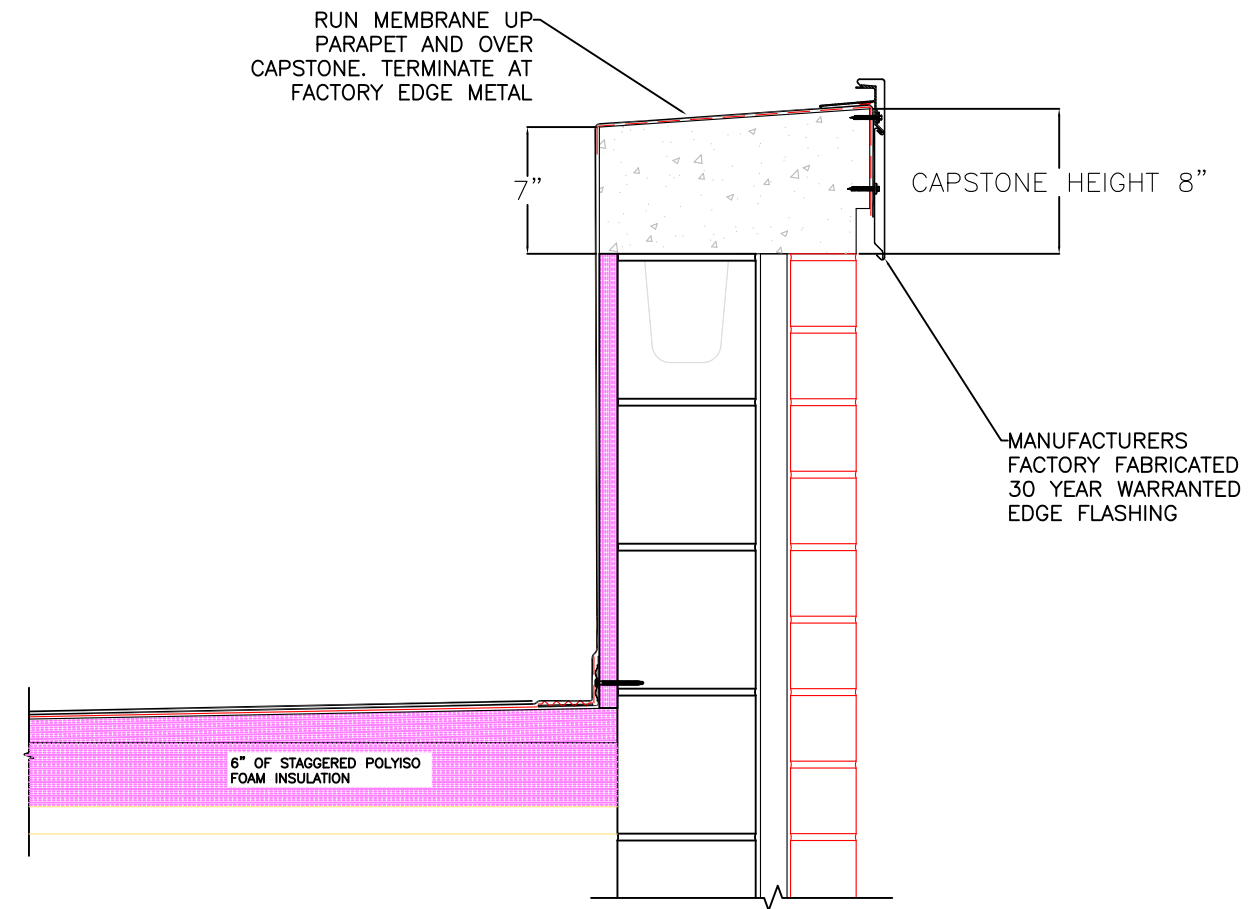 RUN MEMBRANE UP
PARAPET AND OVER
CAPSTONE. TERMINATE AT
FACTORY EDGE METAL
7"
CAPSTONE HEIGHT 8"
MANUFACTURERS
FACTORY FABRICATED
30 YEAR WARRANTED
EDGE FLASHING
6" OF STAGGERED POLYISO
FOAM INSULATION